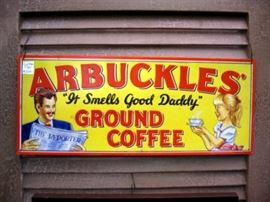 ARBUCKLES'
"It Smells Good Daddy"
GROUND
COFFEE
THE REPORTER